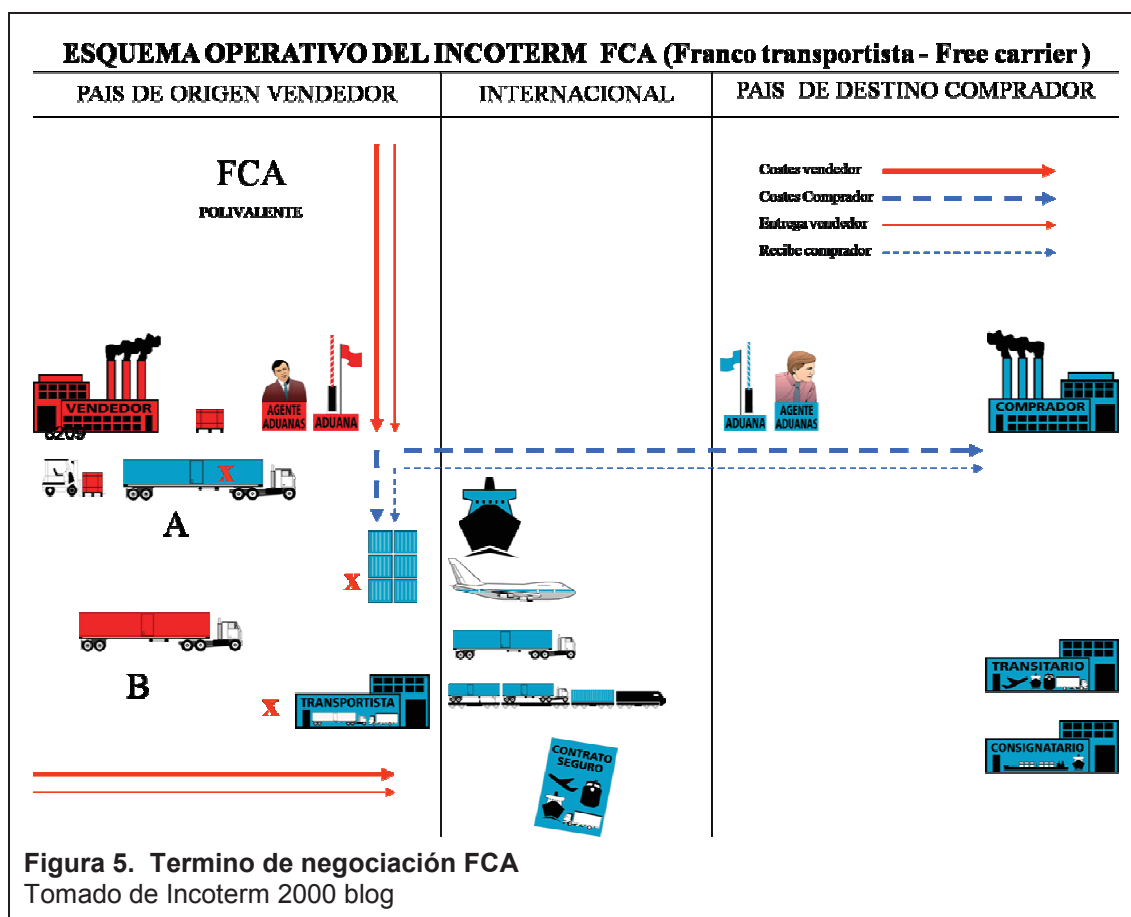 ESQUEMA OPERATIVO DEL INCOTERM FCA (Franco transportista - Free carrier )
PAIS DE ORIGEN VENDEDOR
INTERNACIONAL
PAIS DE DESTINO COMPRADOR
FCA
POLIVALENTE
Costes vendedor
Costes Comprador
Entrega vendedor
Recibe comprador
VENDEDOR
AGENTE
ADUANAS
ADUANA
ADUANA
AGENTE
ADUANAS
COMPRADOR
X
A
X
B
X
TRANSPORTISTA
TRANSITARIO
CONSIGNATARIO
CONTRATO
SEGURO
Figura 5. Termino de negociación FCA
Tomado de Incoterm 2000 blog